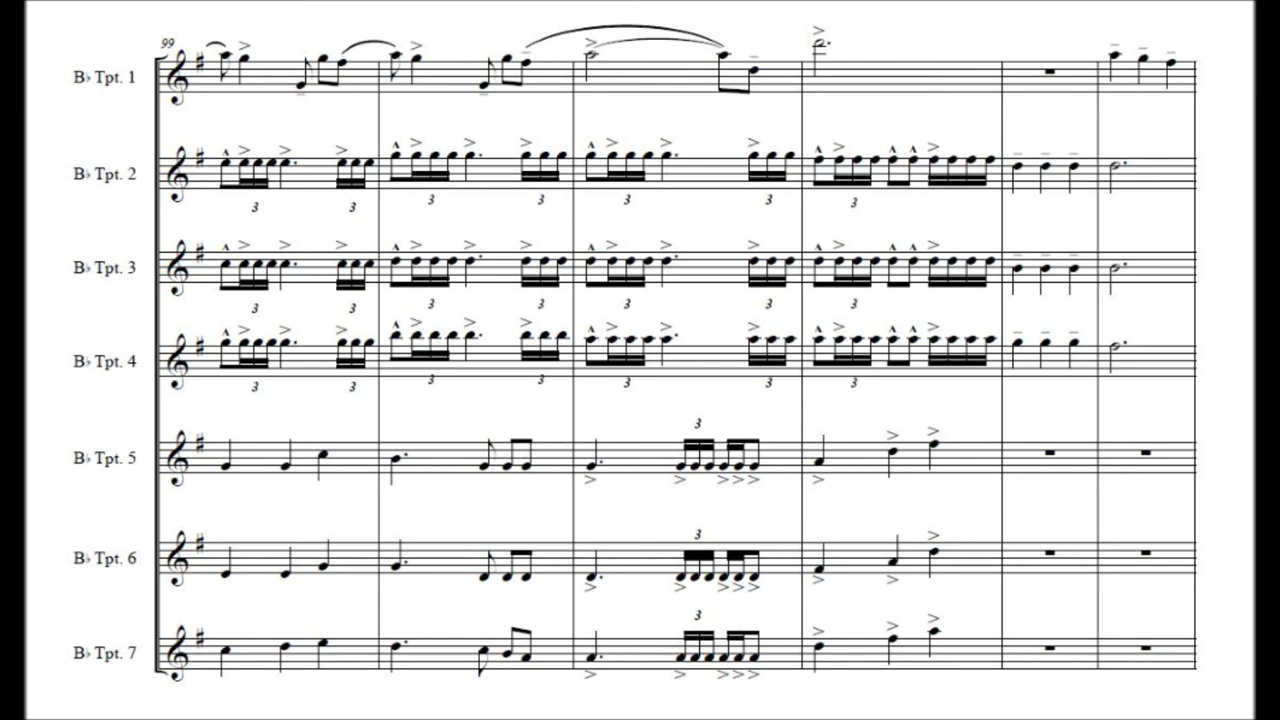 99
B♭ Tpt. 1
B♭ Tpt. 2
3 3 3 3 3 3 3
B♭ Tpt. 3
3 3 3 3 3 3 3
B♭ Tpt. 4
3 3 3 3 3 3 3
3
B♭ Tpt. 5
3
B♭ Tpt. 6
3
B♭ Tpt. 7